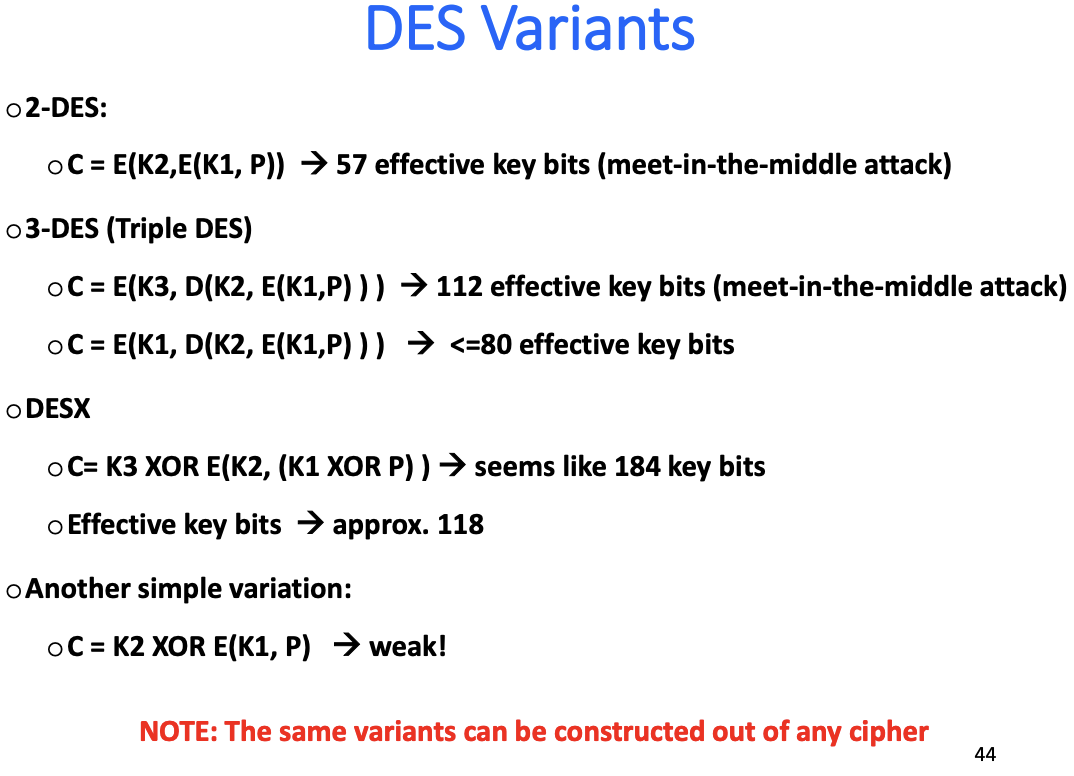 DES Variants
o 2-DES:
o C = E(K2,E(K1, P)) → 57 effective key bits (meet-in-the-middle attack)
o 3-DES (Triple DES)
o C = E(K3, D(K2, E(K1,P) ) ) → 112 effective key bits (meet-in-the-middle attack)
o C = E(K1, D(K2, E(K1,P) ) ) → <=80 effective key bits
o DESX
o C= K3 XOR E(K2, (K1 XOR P) ) → seems like 184 key bits
o Effective key bits → approx. 118
o Another simple variation:
o C = K2 XOR E(K1, P) → weak!
NOTE: The same variants can be constructed out of any cipher
44